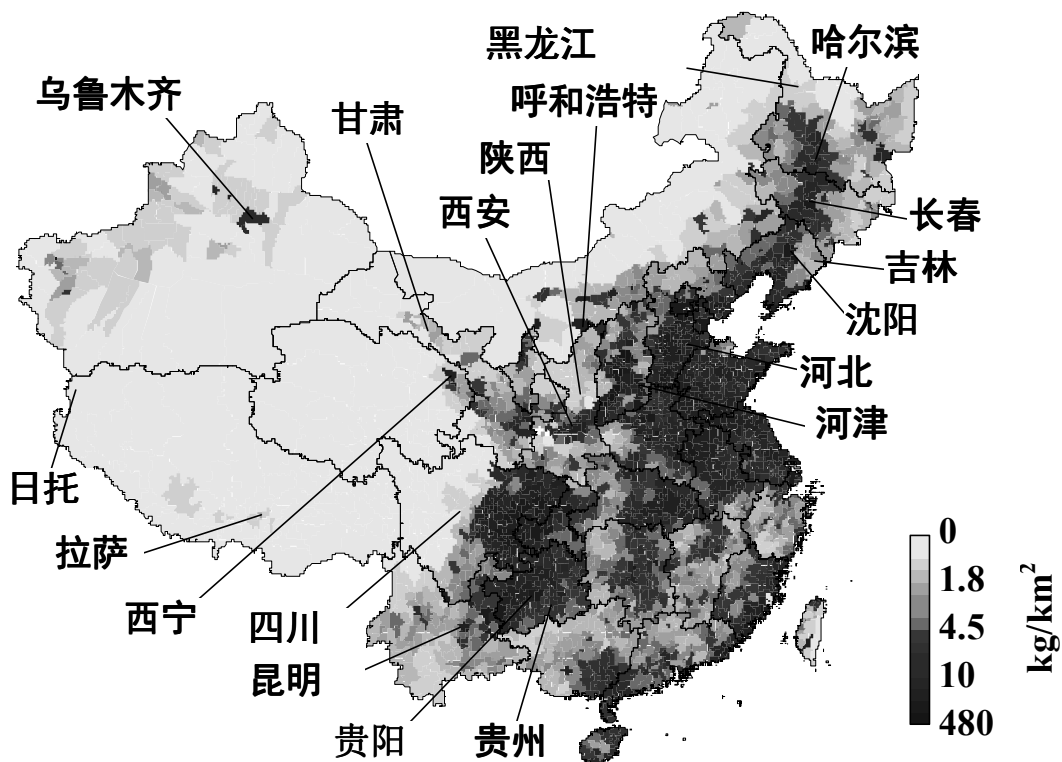 黑龙江
哈尔滨
乌鲁木齐
甘肃
呼和浩特
陕西
西安
长春
吉林
沈阳
河北
河津
日托
拉萨
西宁
四川
昆明
贵阳
贵州
0
1.8
4.5
10
480
kg/km²